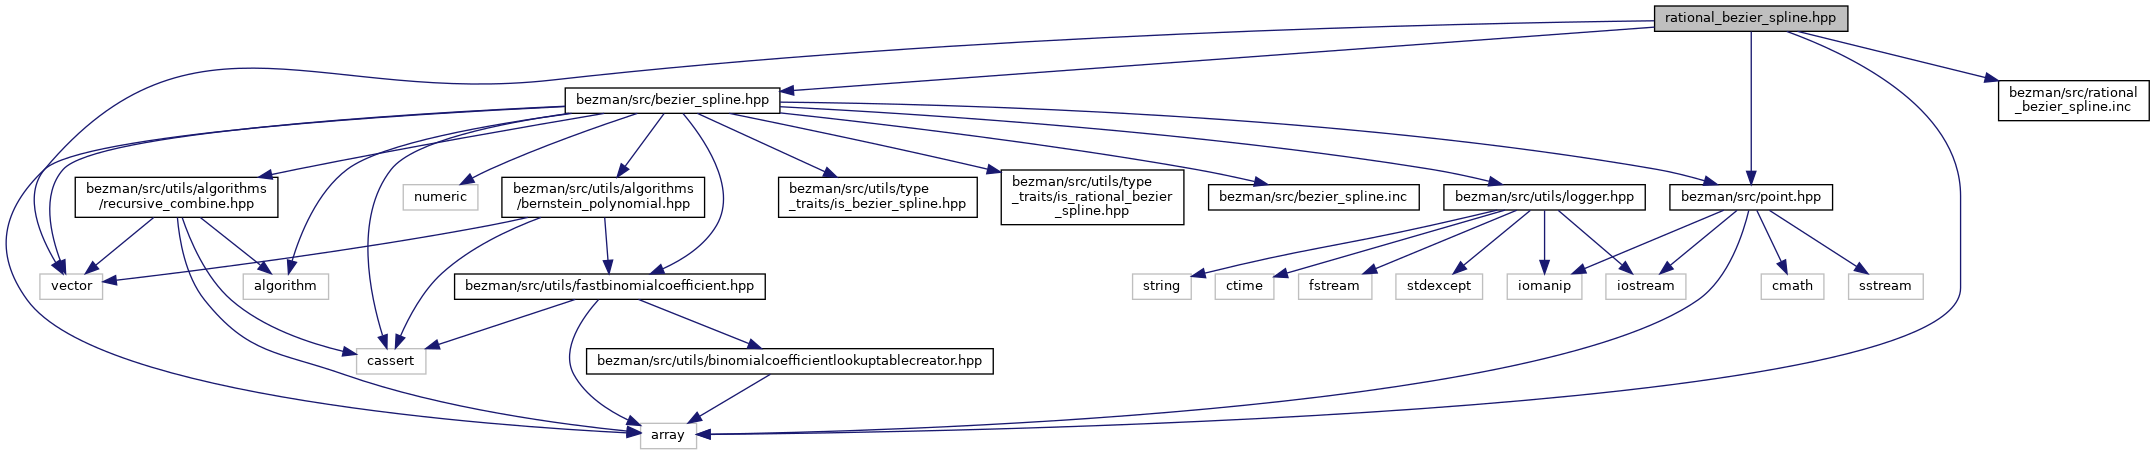 rational_bezier_spline.hpp
bezman/src/bezier_spline.hpp
bezman/src/rational
_bezier_spline.inc
bezman/src/utils/algorithms
/recursive_combine.hpp
numeric
bezman/src/utils/algorithms
/bernstein_polynomial.hpp
bezman/src/utils/type
_traits/is_bezier_spline.hpp
bezman/src/utils/type
_traits/is_rational_bezier
_spline.hpp
bezman/src/bezier_spline.inc
bezman/src/utils/logger.hpp
bezman/src/point.hpp
vector
algorithm
bezman/src/utils/fastbinomialcoefficient.hpp
string
ctime
fstream
stdexcept
iomanip
iostream
cmath
sstream
cassert
bezman/src/utils/binomialcoefficientlookuptablecreator.hpp
array